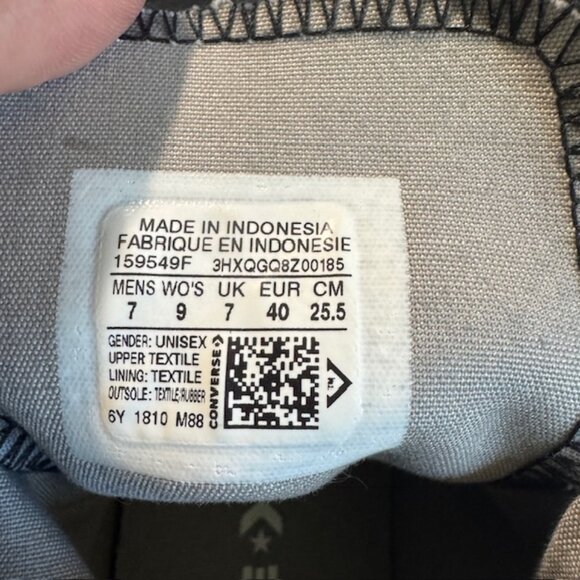 MADE IN INDONESIA
FABRIQUE EN INDONESIE
159549F 3HXQGQ8Z00185
MENS WO'S UK EUR CM
7 9 7 40 25.5
GENDER: UNISEX
UPPER TEXTILE
LINING: TEXTILE
OUTSOLE: TEXTILE/RUBBER
6Y 1810 M88
CONVERSE